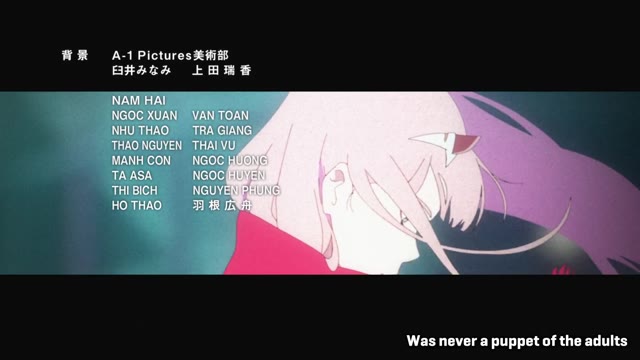 背景 A-1 Pictures美術部
臼井みなみ 上田瑞香
NAM HAI
NGOC XUAN VAN TOAN
NHU THAO TRA GIANG
THAO NGUYEN THAI VU
MANH CON NGOC HUONG
TA ASA NGOC HUYEN
THI BICH NGUYEN PHUNG
HO THAO 羽根広舟
Was never a puppet of the adults